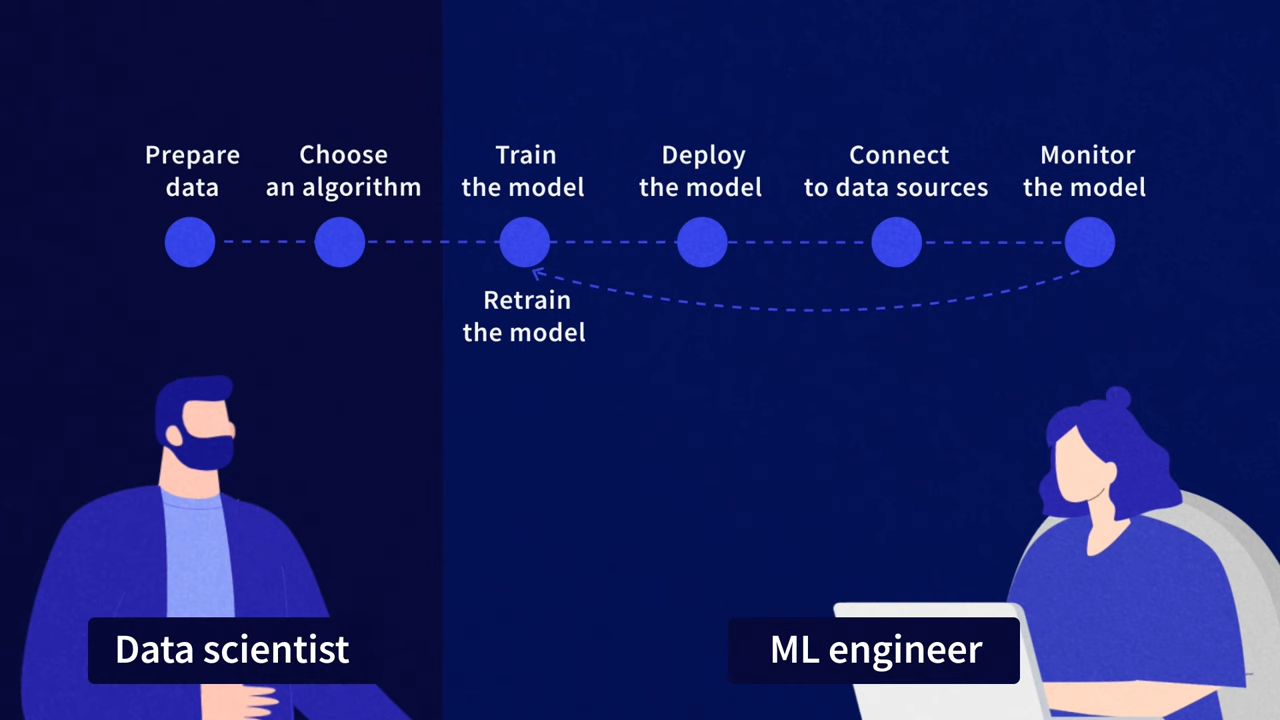 Prepare
data
Choose
an algorithm
Train
the model
Deploy
the model
Connect
to data sources
Monitor
the model
Retrain
the model
Data scientist
ML engineer